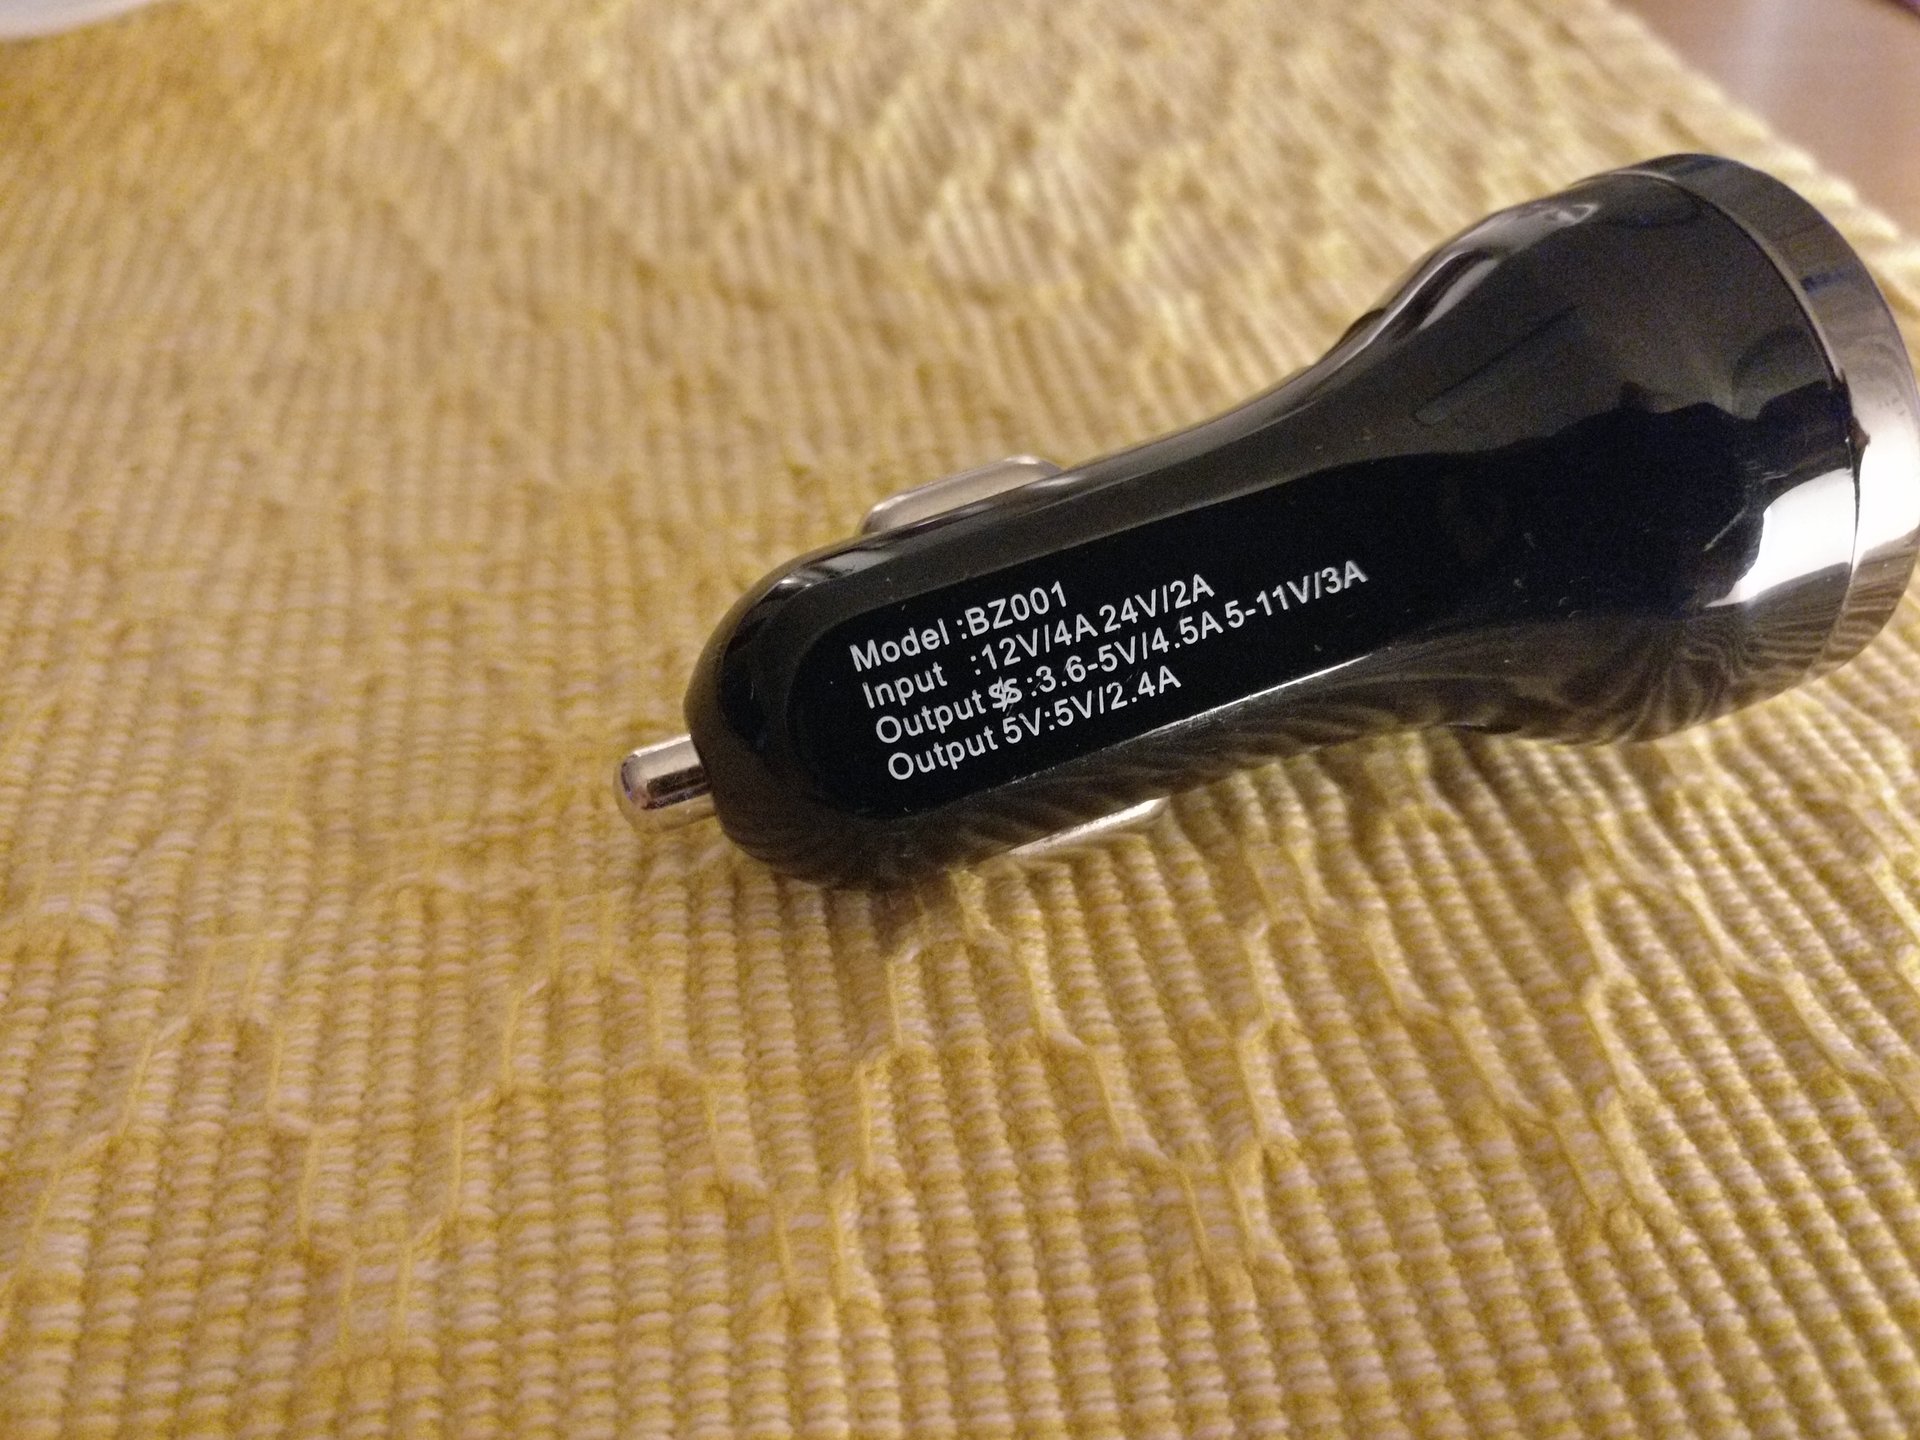 Model :BZ001
Input :12V/4A 24V/2A
Output :3.6-5V/4.5A 5-11V/3A
Output 5V:5V/2.4A